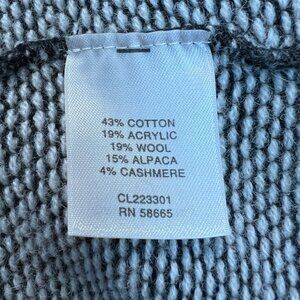 43% COTTON
19% ACRYLIC
19% WOOL
15% ALPACA
4% CASHMERE
CL223301
RN 58665